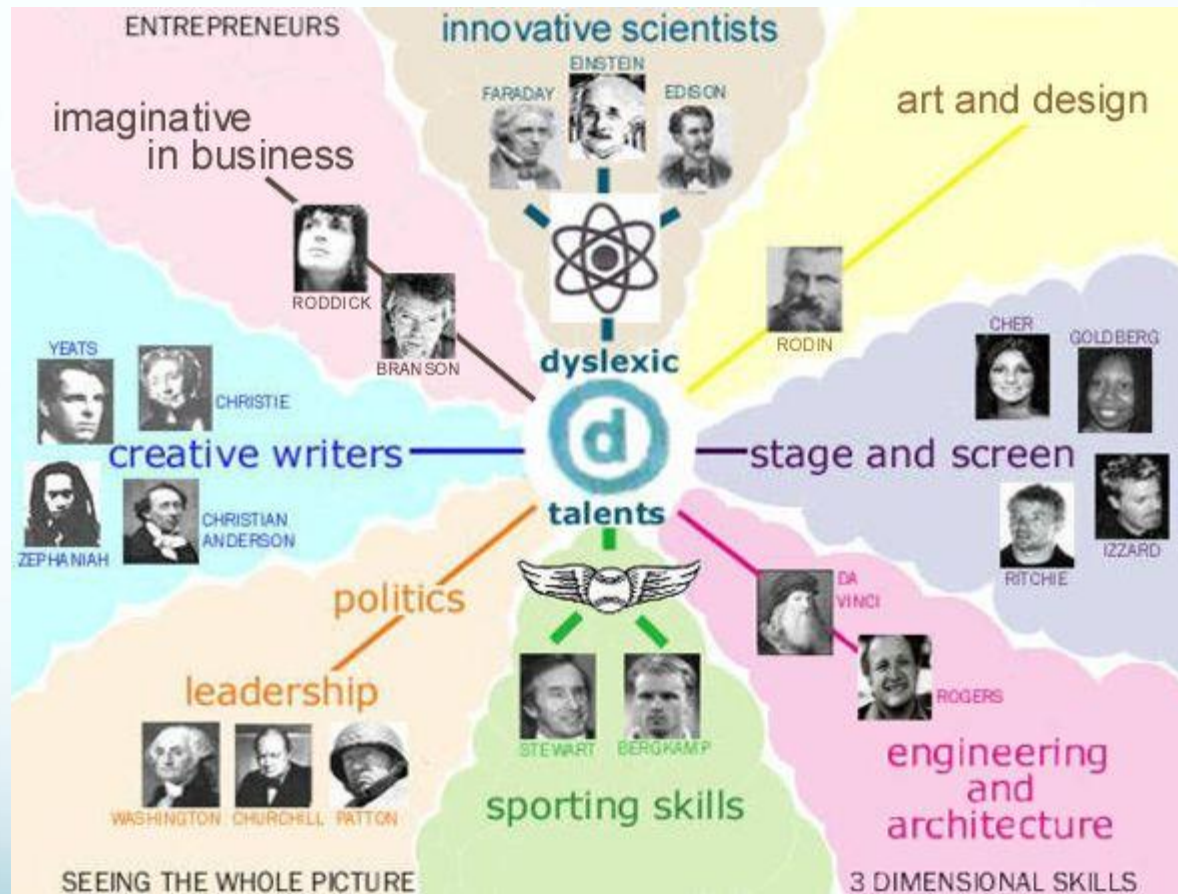 ENTREPRENEURS
imaginative
in business
RODDICK
BRANSON
innovative scientists
EINSTEIN
FARADAY
EDISON
art and design
RODIN
dyslexic
d
talents
YEATS
CHRISTIE
creative writers
ZEPHANIAH
CHRISTIAN
ANDERSON
CHER
GOLDBERG
stage and screen
RITCHIE
IZZARD
politics
leadership
WASHINGTON
CHURCHILL
PATTON
SEEING THE WHOLE PICTURE
STEWART
BERGKAMP
sporting skills
DA
VINCI
ROGERS
engineering
and
architecture
3 DIMENSIONAL SKILLS